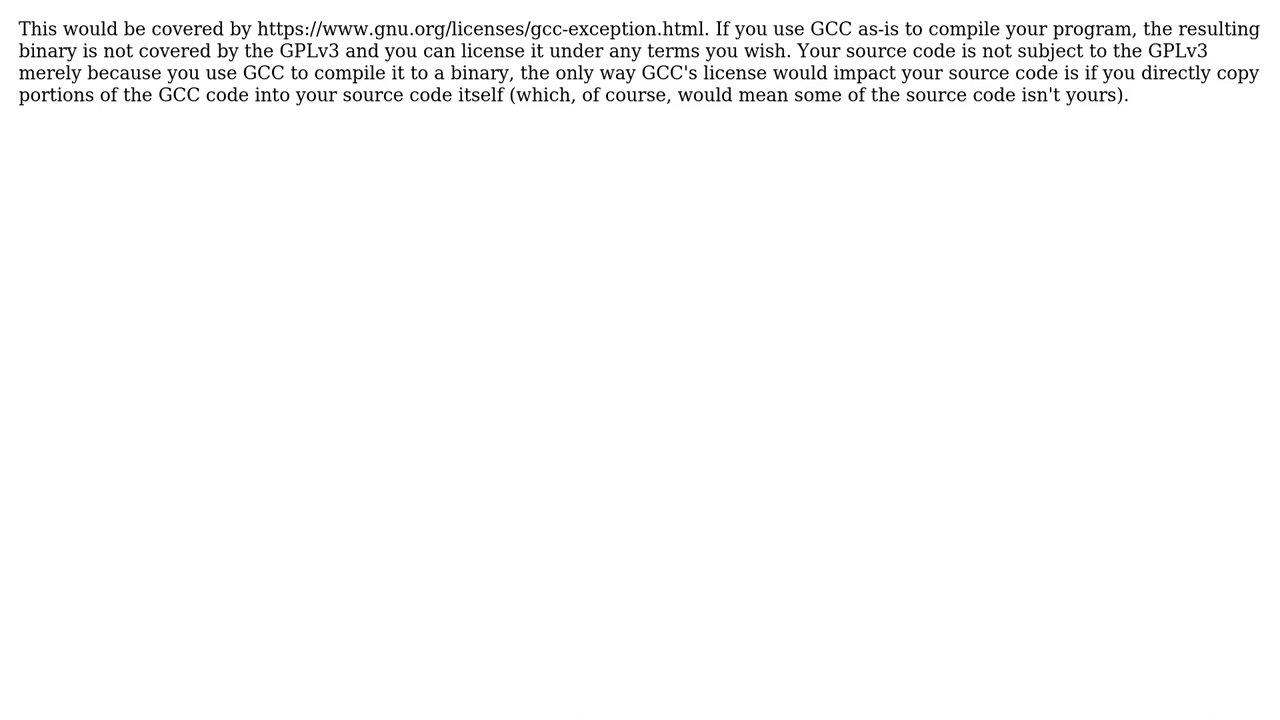 This would be covered by https://www.gnu.org/licenses/gcc-exception.html. If you use GCC as-is to compile your program, the resulting
binary is not covered by the GPLv3 and you can license it under any terms you wish. Your source code is not subject to the GPLv3
merely because you use GCC to compile it to a binary, the only way GCC's license would impact your source code is if you directly copy
portions of the GCC code into your source code itself (which, of course, would mean some of the source code isn't yours).